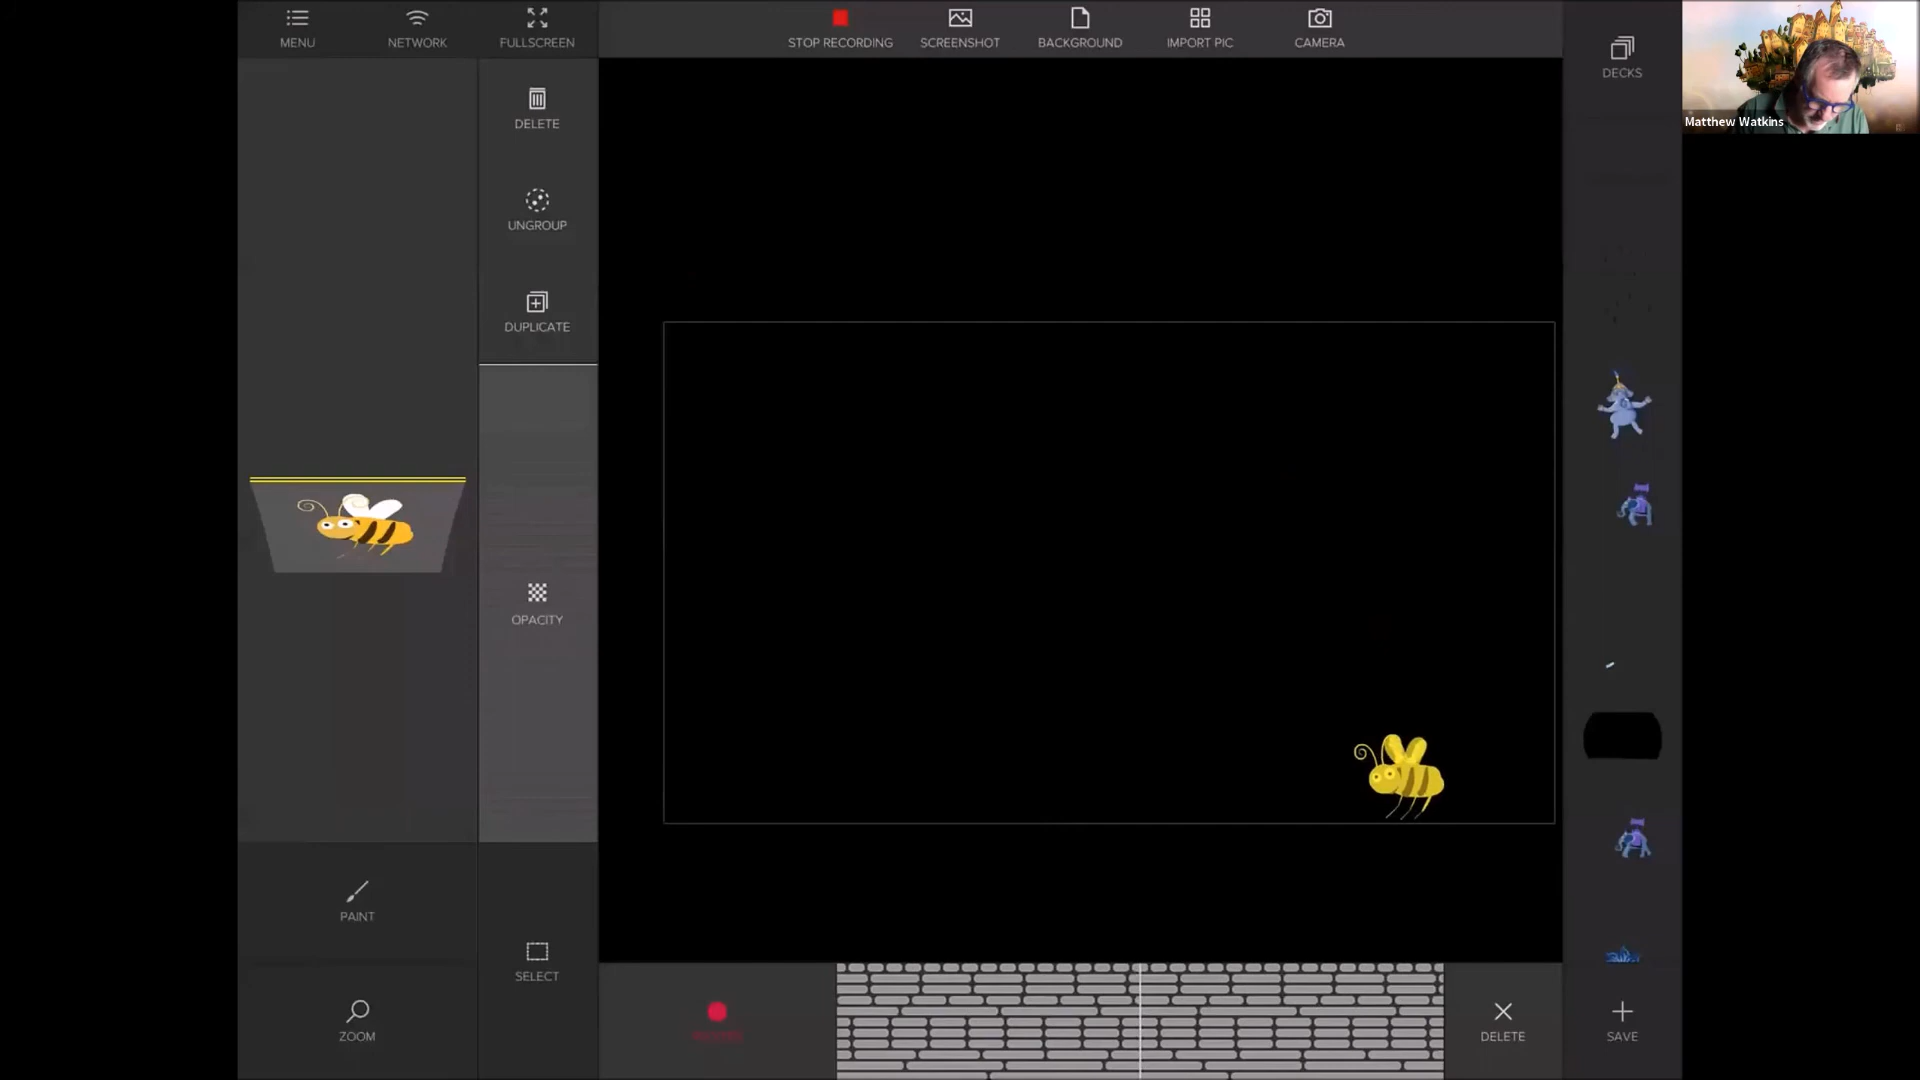 MENU
NETWORK
FULLSCREEN
STOP RECORDING
SCREENSHOT
BACKGROUND
IMPORT PIC
CAMERA
DECKS
Matthew Watkins
DELETE
UNGROUP
DUPLICATE
OPACITY
PAINT
SELECT
ZOOM
DELETE
SAVE